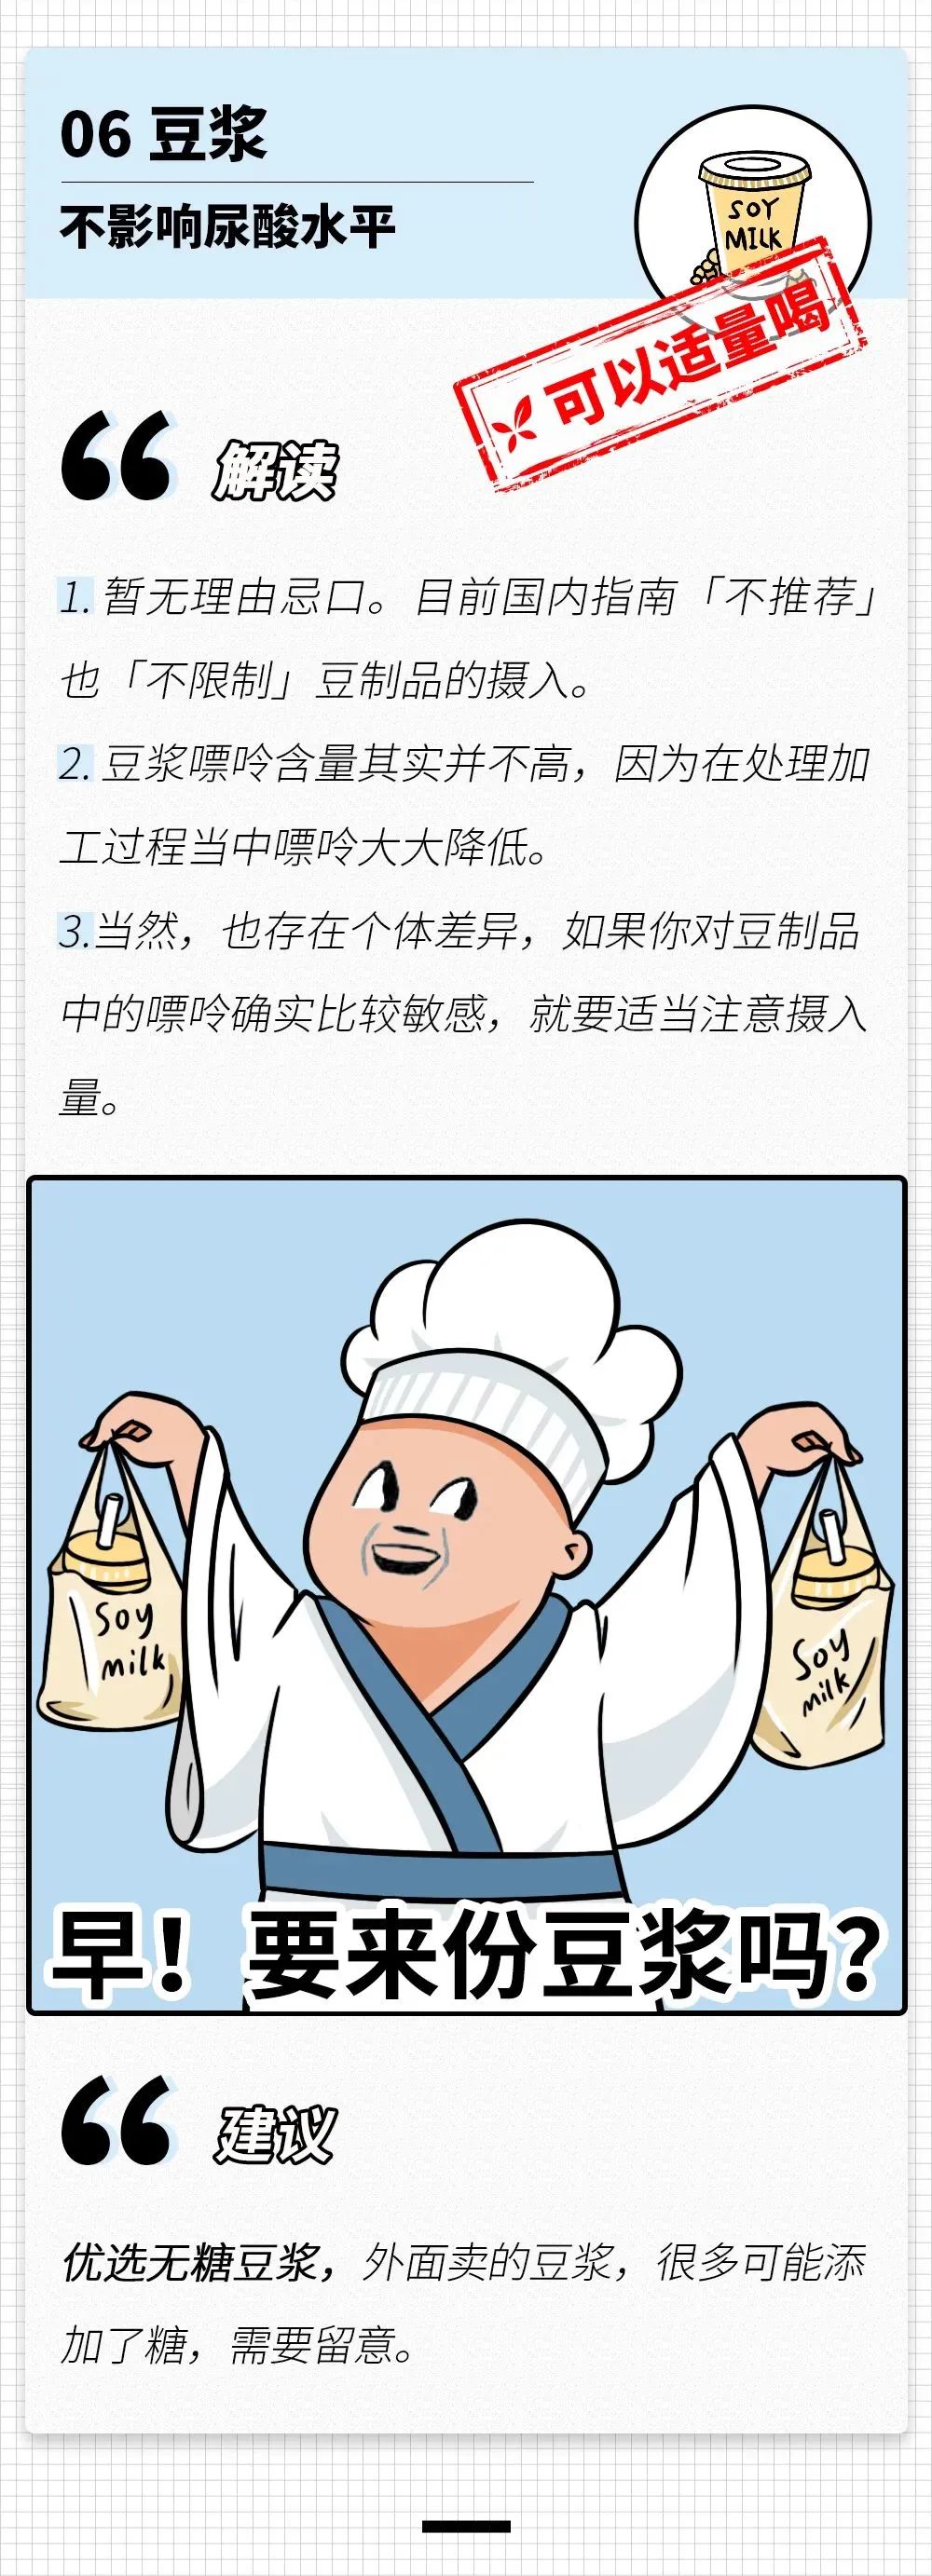 06 豆浆
不影响尿酸水平
SOY
MILK
可以适量喝
解读
1. 暂无理由忌口。目前国内指南「不推荐」
也「不限制」豆制品的摄入。
2. 豆浆嘌呤含量其实并不高，因为在处理加
工过程当中嘌呤大大降低。
3.当然，也存在个体差异，如果你对豆制品
中的嘌呤确实比较敏感，就要适当注意摄入
量。
Soy
milk
Soy
milk
早！要来份豆浆吗？
建议
优选无糖豆浆，外面卖的豆浆，很多可能添
加了糖，需要留意。